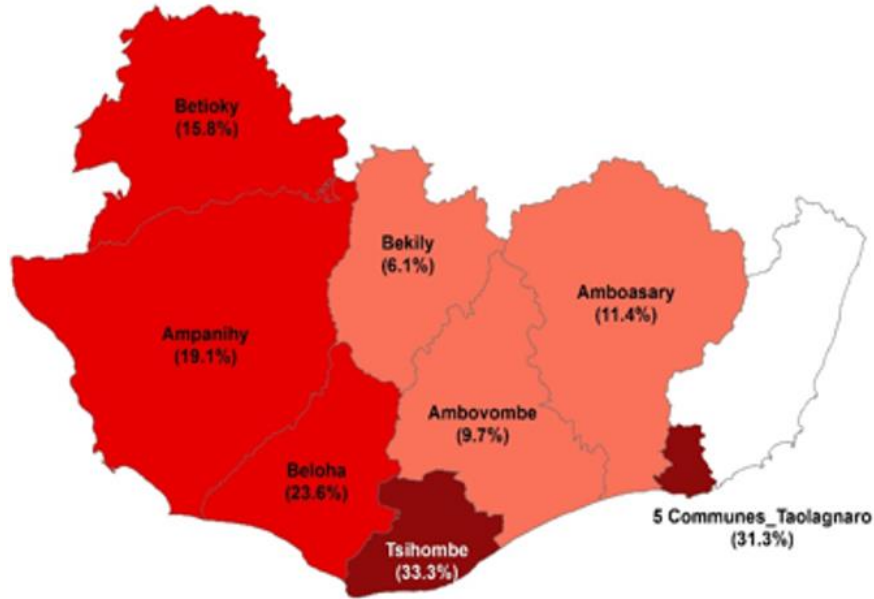 Betioky
(15.8%)
Bekily
(6.1%)
Amboasary
(11.4%)
Ampanihy
(19.1%)
Ambovombe
(9.7%)
Beloha
(23.6%)
5 Communes_Taolagnaro
(31.3%)
Tsihombe
(33.3%)